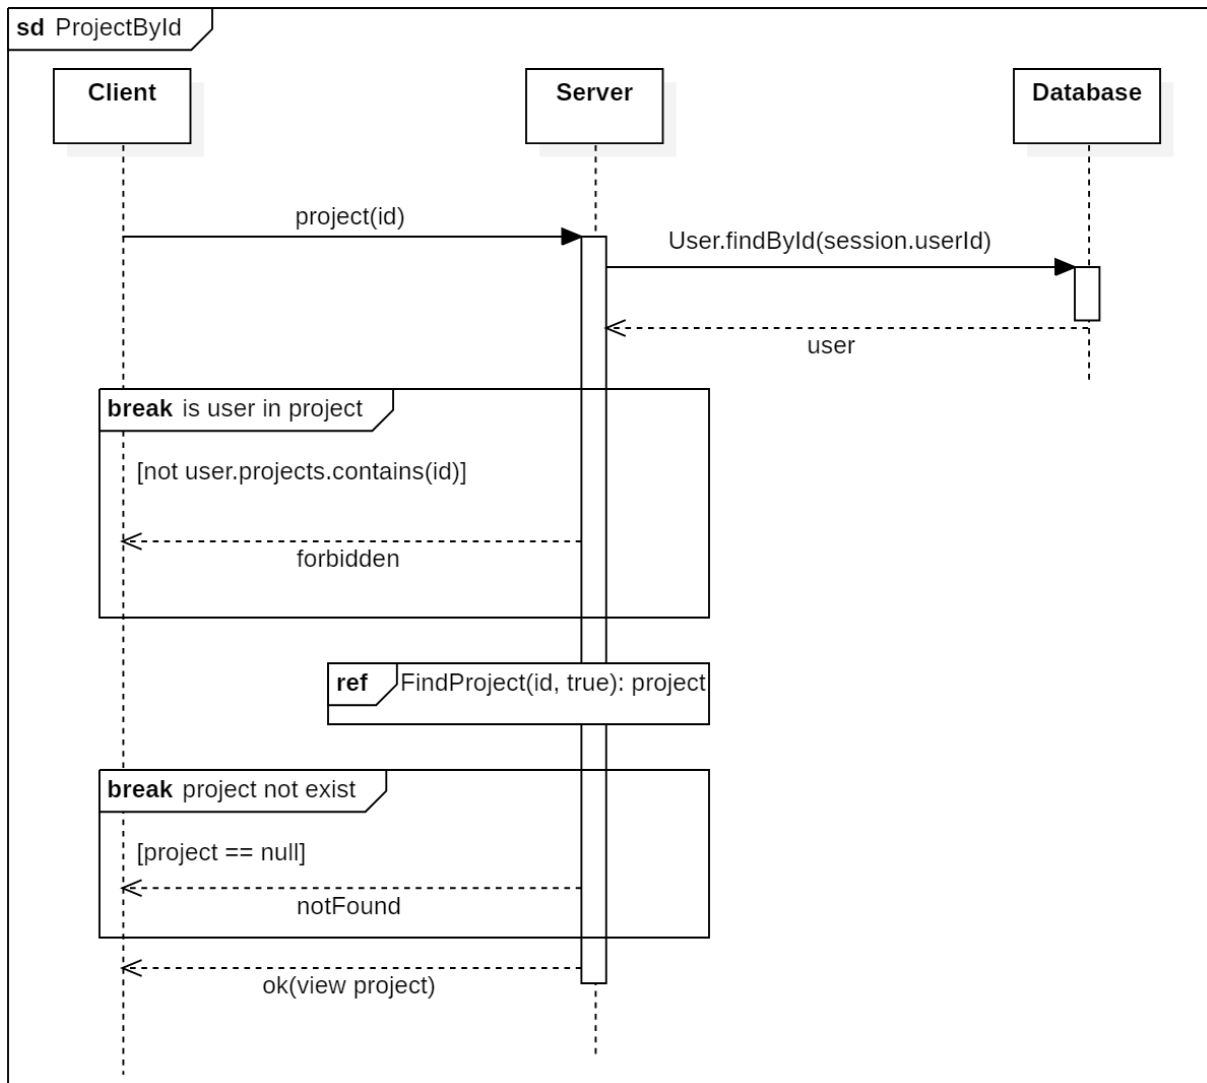 sd ProjectById
Client
Server
Database
project(id)
User.findById(session.userId)
user
break is user in project
[not user.projects.contains(id)]
forbidden
ref FindProject(id, true): project
break project not exist
[project == null]
notFound
ok(view project)